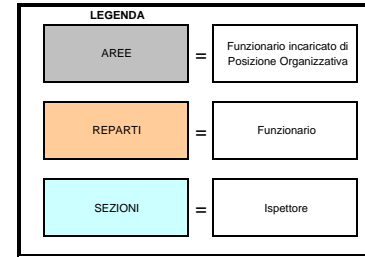 LEGENDA
AREE
=
Funzionario incaricato di
Posizione Organizzativa
REPARTI
=
Funzionario
SEZIONI
=
Ispettore